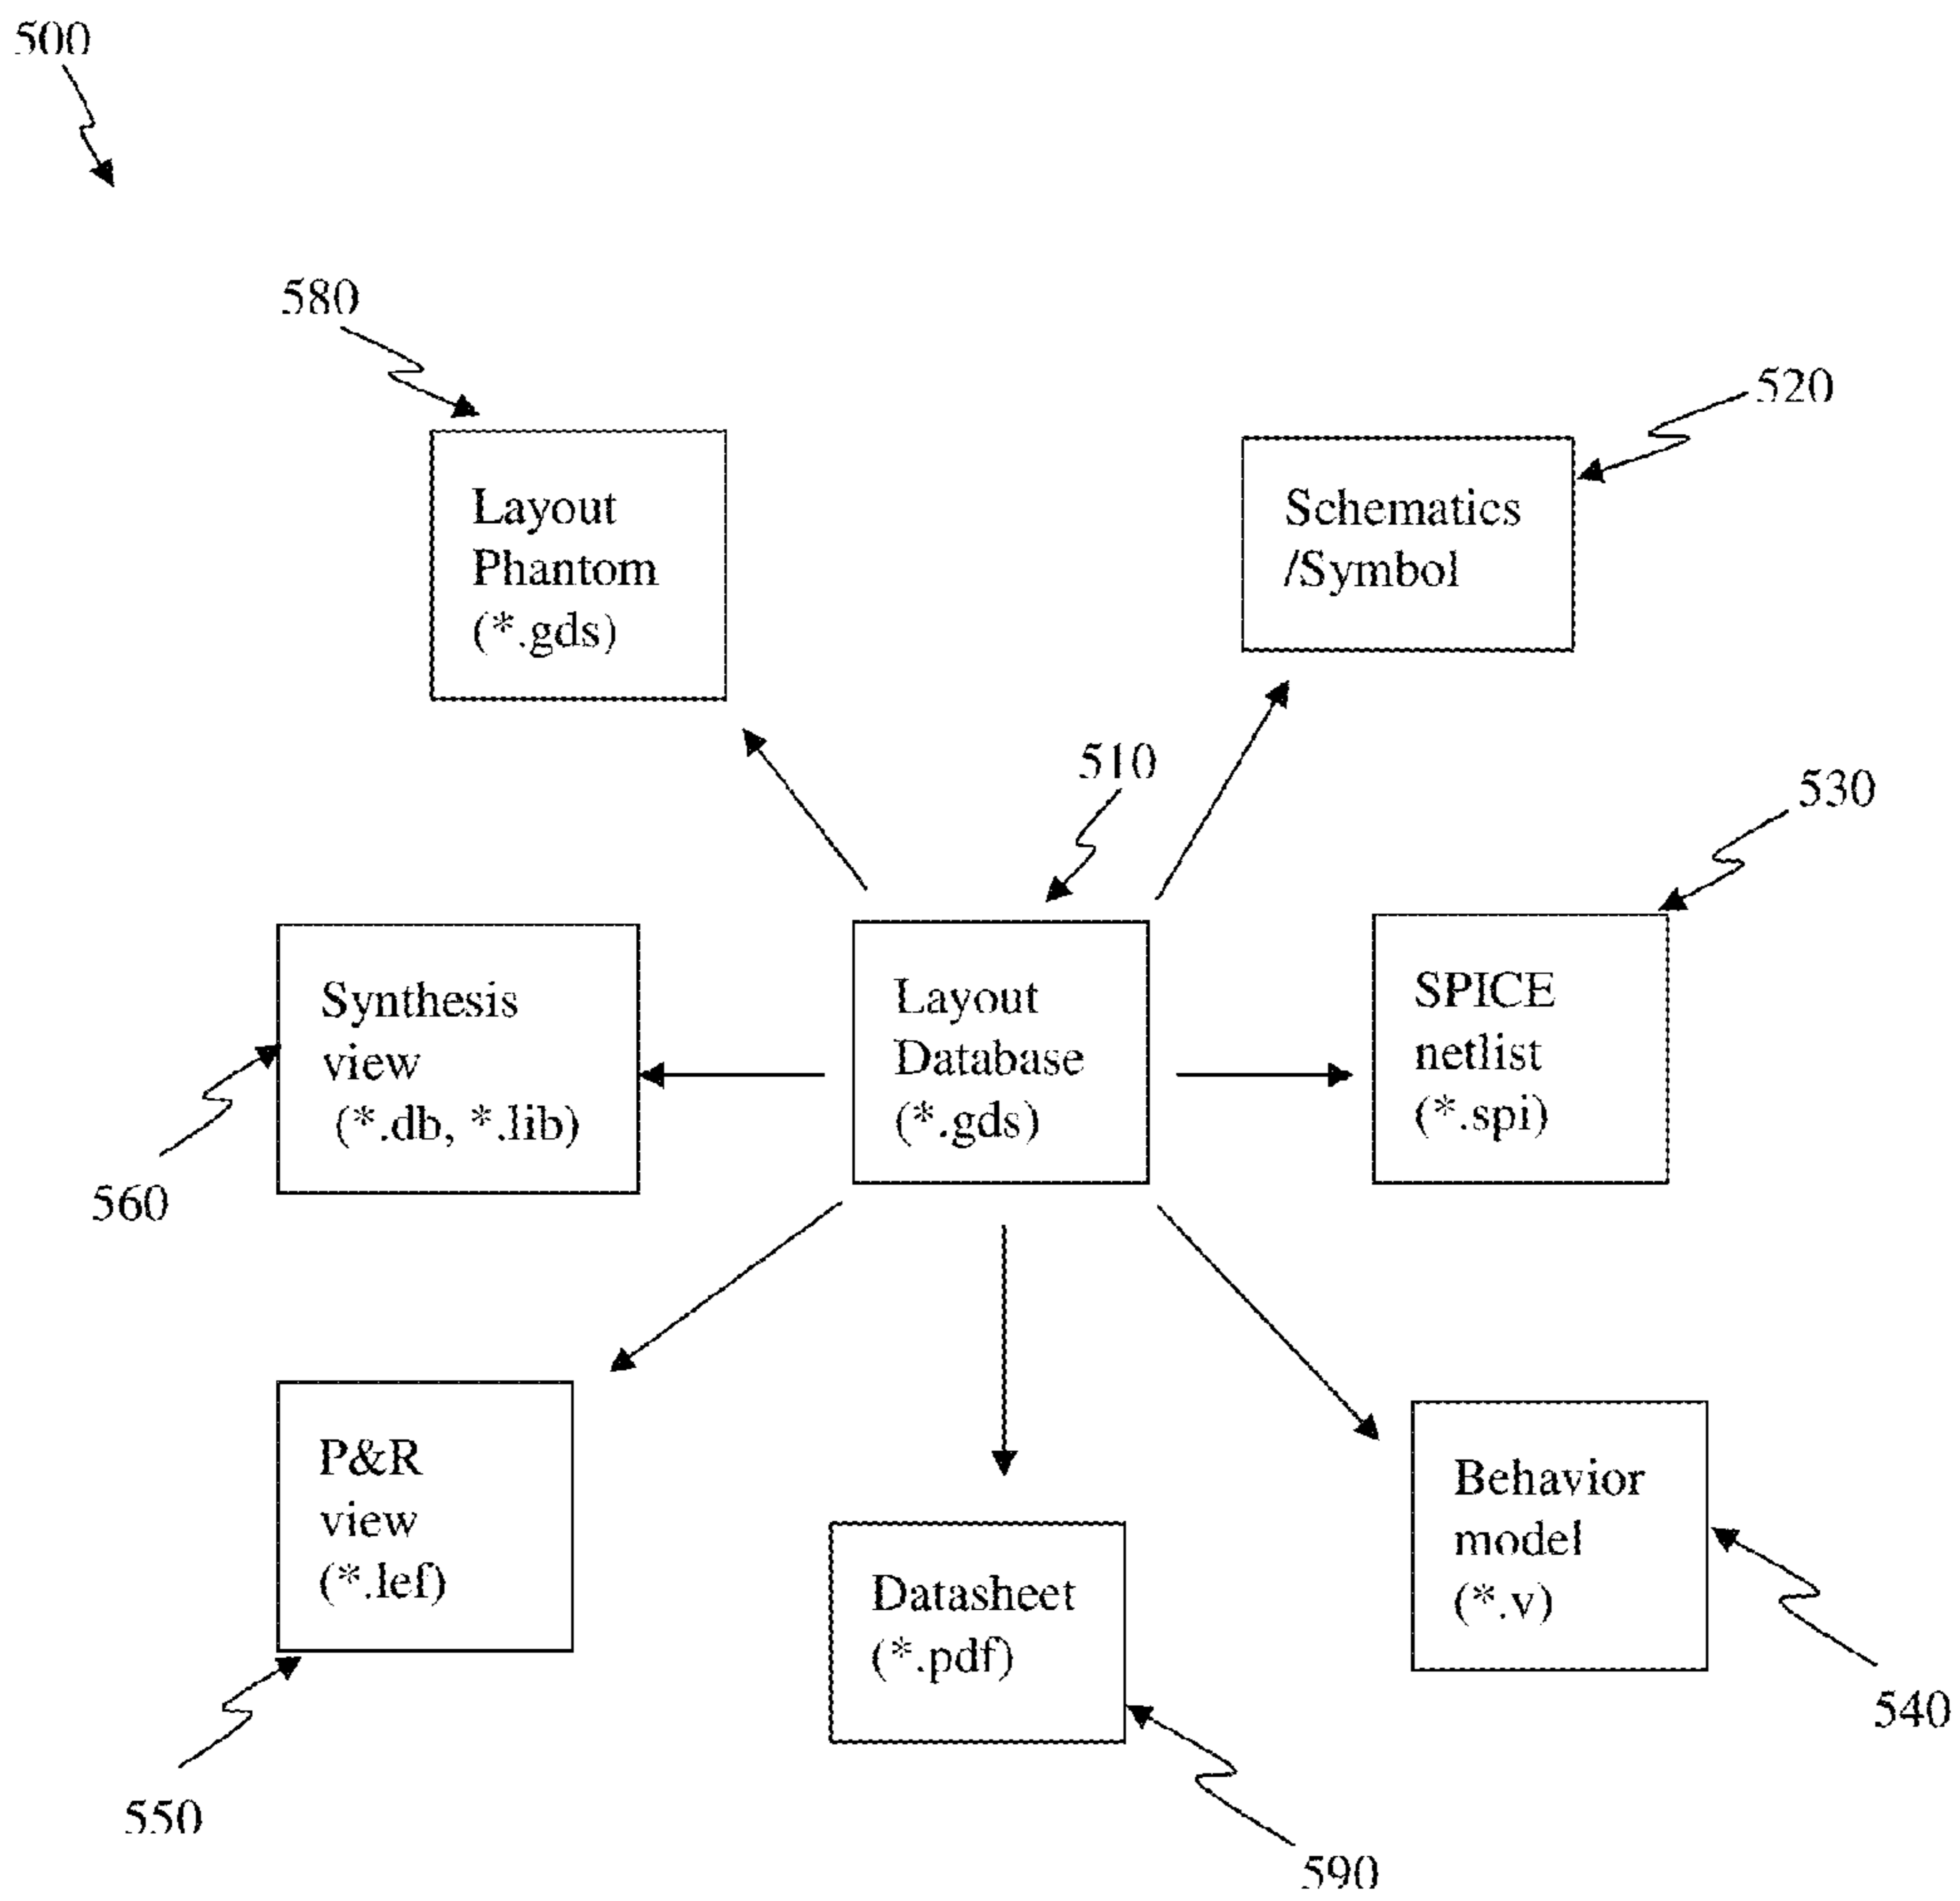 500
580
520
Layout
Phantom
(*.gds)
Schematics
/Symbol
510
530
Synthesis
view
(*.db, *.lib)
Layout
Database
(*.gds)
SPICE
netlist
(*.spi)
560
P&R
view
(*.lef)
Datasheet
(*.pdf)
Behavior
model
(*.v)
540
550
590